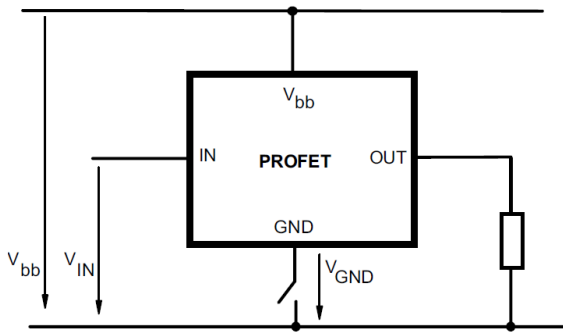 Vbb
IN
PROFET
OUT
GND
Vbb
VIN
VGND